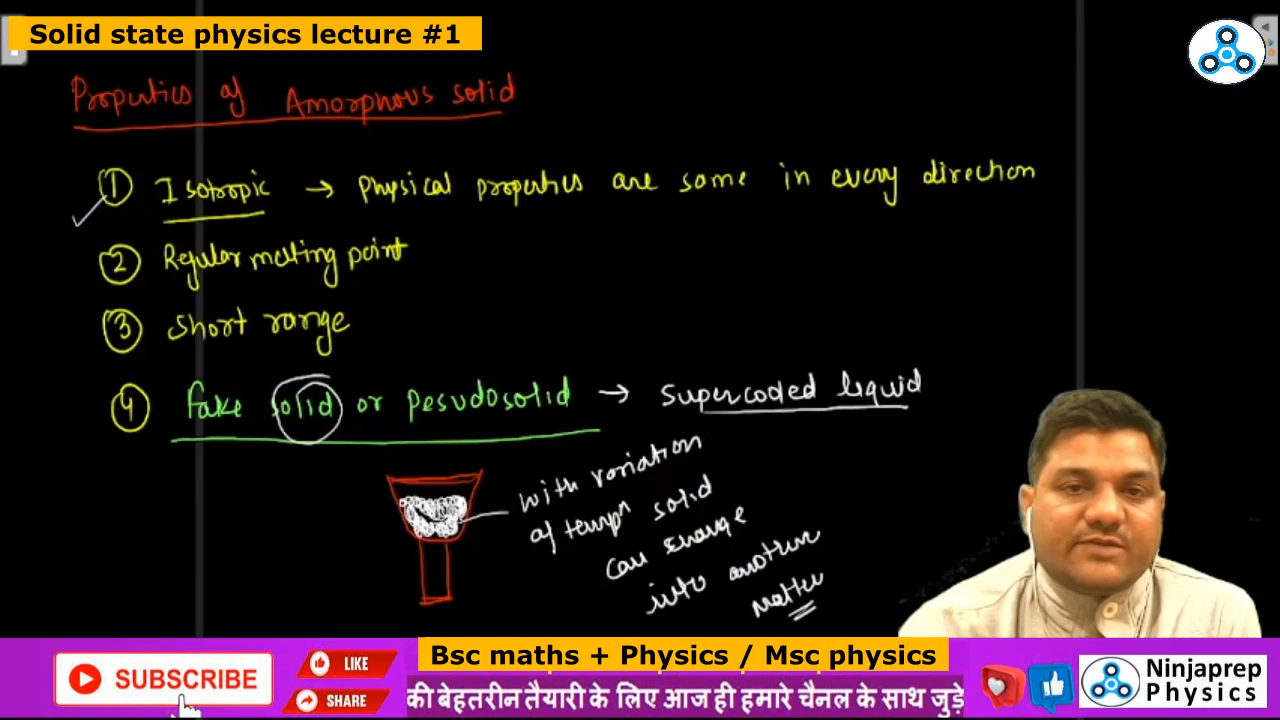 Solid state physics lecture #1
Properties of Amorphous solid
① Isotropic → Physical properties are same in every direction
② Regular melting point
③ Short range
④ fake solid or pesudosolid → supercooled liquid
with variation
of tempⁿ solid
can change
into another
matter
SUBSCRIBE
LIKE
SHARE
Bsc maths + Physics / Msc physics
की बेहतरीन तैयारी के लिए आज ही हमारे चैनल के साथ जुड़े
Ninjaprep
Physics